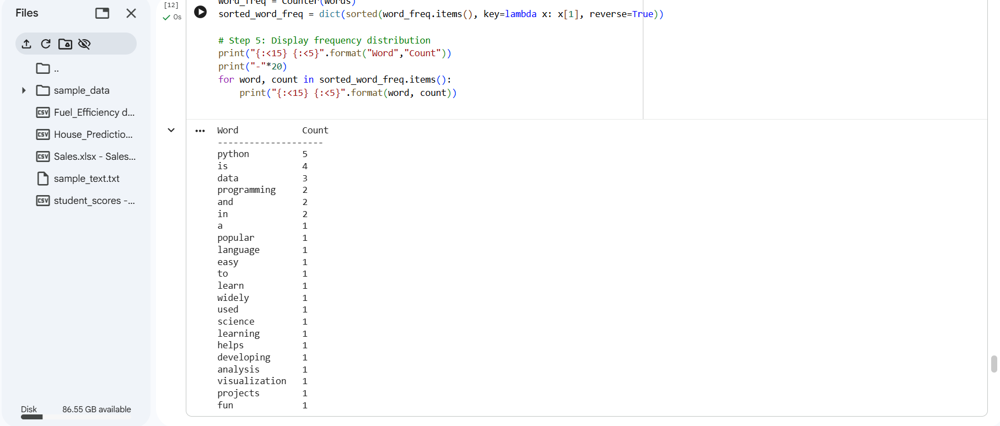 Files
..
sample_data
Fuel_Efficiency d...
House_Predictio...
Sales.xlsx - Sales...
sample_text.txt
student_scores -...
Disk 86.55 GB available
[12]
0s
word_freq = Counter(words)
sorted_word_freq = dict(sorted(word_freq.items(), key=lambda x: x[1], reverse=True))
# Step 5: Display frequency distribution
print("{:<15} {:<5}".format("Word","Count"))
print("-"*20)
for word, count in sorted_word_freq.items():
    print("{:<15} {:<5}".format(word, count))
Word            Count
--------------------
python          5
is              4
data            3
programming     2
and             2
in              2
a               1
popular         1
language        1
easy            1
to              1
learn           1
widely          1
used            1
science         1
learning        1
helps           1
developing      1
analysis        1
visualization   1
projects        1
fun             1